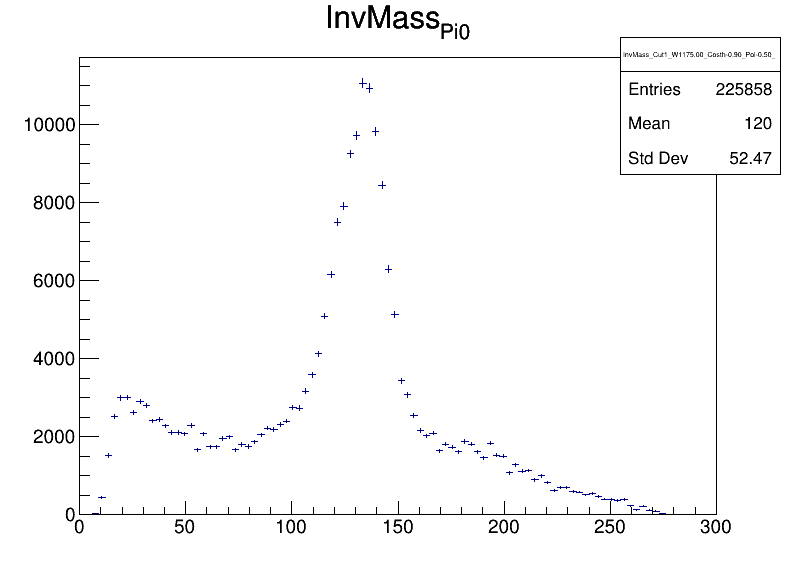 InvMass_Pi0
InvMass_Cut1_W1175.00_Costh-0.90_Pol-0.50_
Entries 225858
Mean 120
Std Dev 52.47
10000
8000
6000
4000
2000
0
0 50 100 150 200 250 300